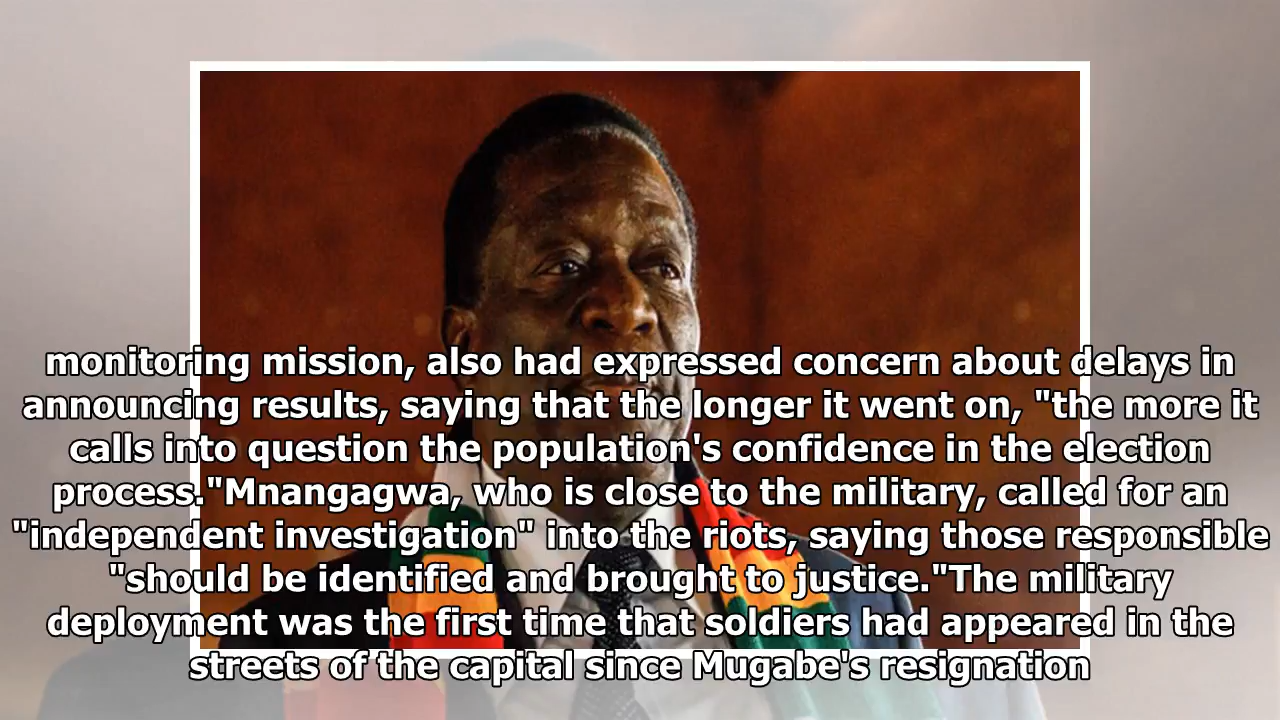 monitoring mission, also had expressed concern about delays in
announcing results, saying that the longer it went on, "the more it
calls into question the population's confidence in the election
process."Mnangagwa, who is close to the military, called for an
"independent investigation" into the riots, saying those responsible
"should be identified and brought to justice."The military
deployment was the first time that soldiers had appeared in the
streets of the capital since Mugabe's resignation